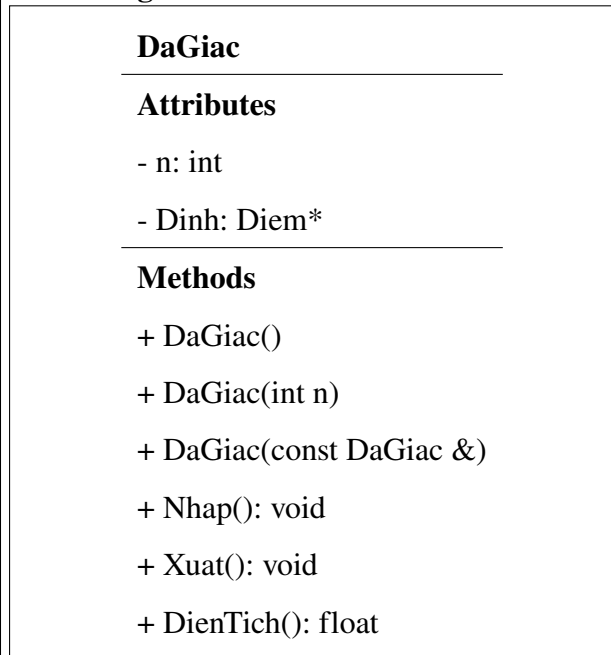 DaGiac
Attributes
- n: int
- Dinh: Diem*
Methods
+ DaGiac()
+ DaGiac(int n)
+ DaGiac(const DaGiac &)
+ Nhap(): void
+ Xuat(): void
+ DienTich(): float